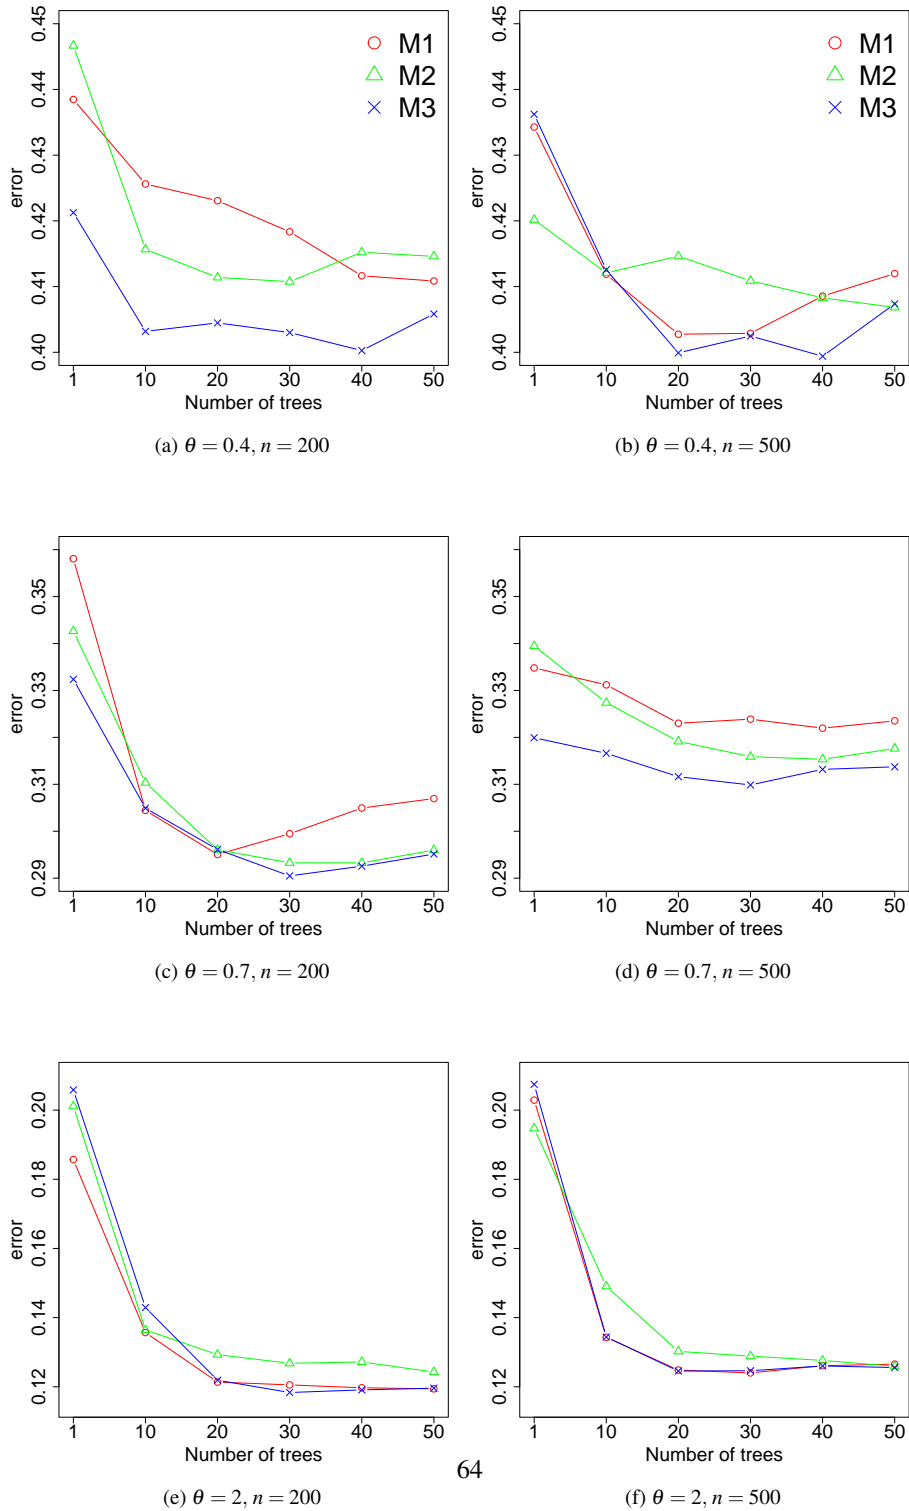 0.40 0.41 0.42 0.43 0.44 0.45
error
M1
M2
M3
1 10 20 30 40 50
Number of trees
(a) θ = 0.4, n = 200
0.40 0.41 0.42 0.43 0.44 0.45
error
M1
M2
M3
1 10 20 30 40 50
Number of trees
(b) θ = 0.4, n = 500
0.29 0.31 0.33 0.35
error
1 10 20 30 40 50
Number of trees
(c) θ = 0.7, n = 200
0.29 0.31 0.33 0.35
error
1 10 20 30 40 50
Number of trees
(d) θ = 0.7, n = 500
0.12 0.14 0.16 0.18 0.20
error
1 10 20 30 40 50
Number of trees
(e) θ = 2, n = 200
0.12 0.14 0.16 0.18 0.20
error
1 10 20 30 40 50
Number of trees
(f) θ = 2, n = 500
64